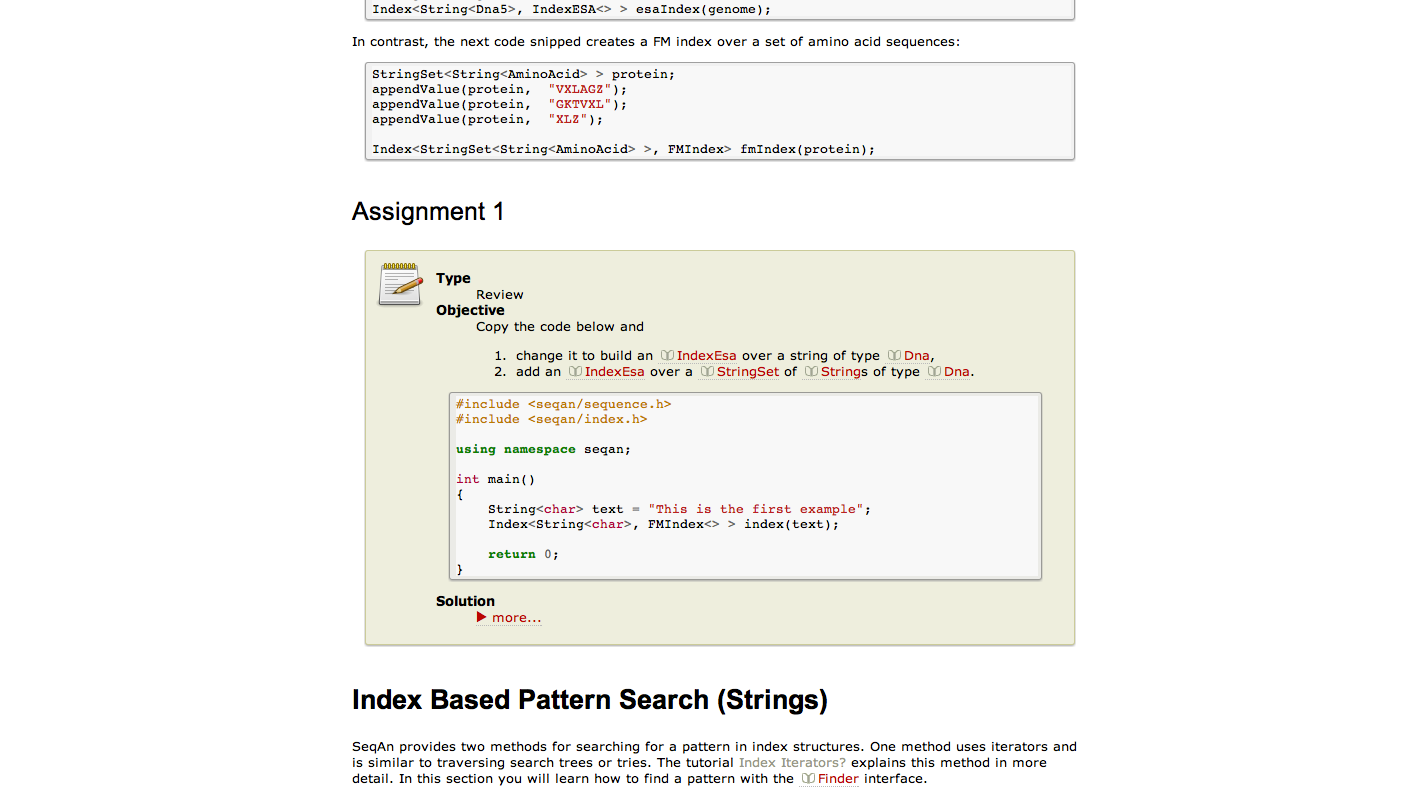 Index<String<Dna5>, IndexESA<> > esaIndex(genome);
In contrast, the next code snipped creates a FM index over a set of amino acid sequences:
StringSet<String<AminoAcid> > protein;
appendValue(protein,  "VXLAGZ");
appendValue(protein,  "GKTVXL");
appendValue(protein,  "XLZ");
Index<StringSet<String<AminoAcid> >, FMIndex> fmIndex(protein);
Assignment 1
Type
Review
Objective
Copy the code below and
1. change it to build an IndexEsa over a string of type Dna,
2. add an IndexEsa over a StringSet of Strings of type Dna.
#include <seqan/sequence.h>
#include <seqan/index.h>
using namespace seqan;
int main()
{
    String<char> text = "This is the first example";
    Index<String<char>, FMIndex<> > index(text);
    return 0;
}
Solution
more...
Index Based Pattern Search (Strings)
SeqAn provides two methods for searching for a pattern in index structures. One method uses iterators and
is similar to traversing search trees or tries. The tutorial Index Iterators? explains this method in more
detail. In this section you will learn how to find a pattern with the Finder interface.